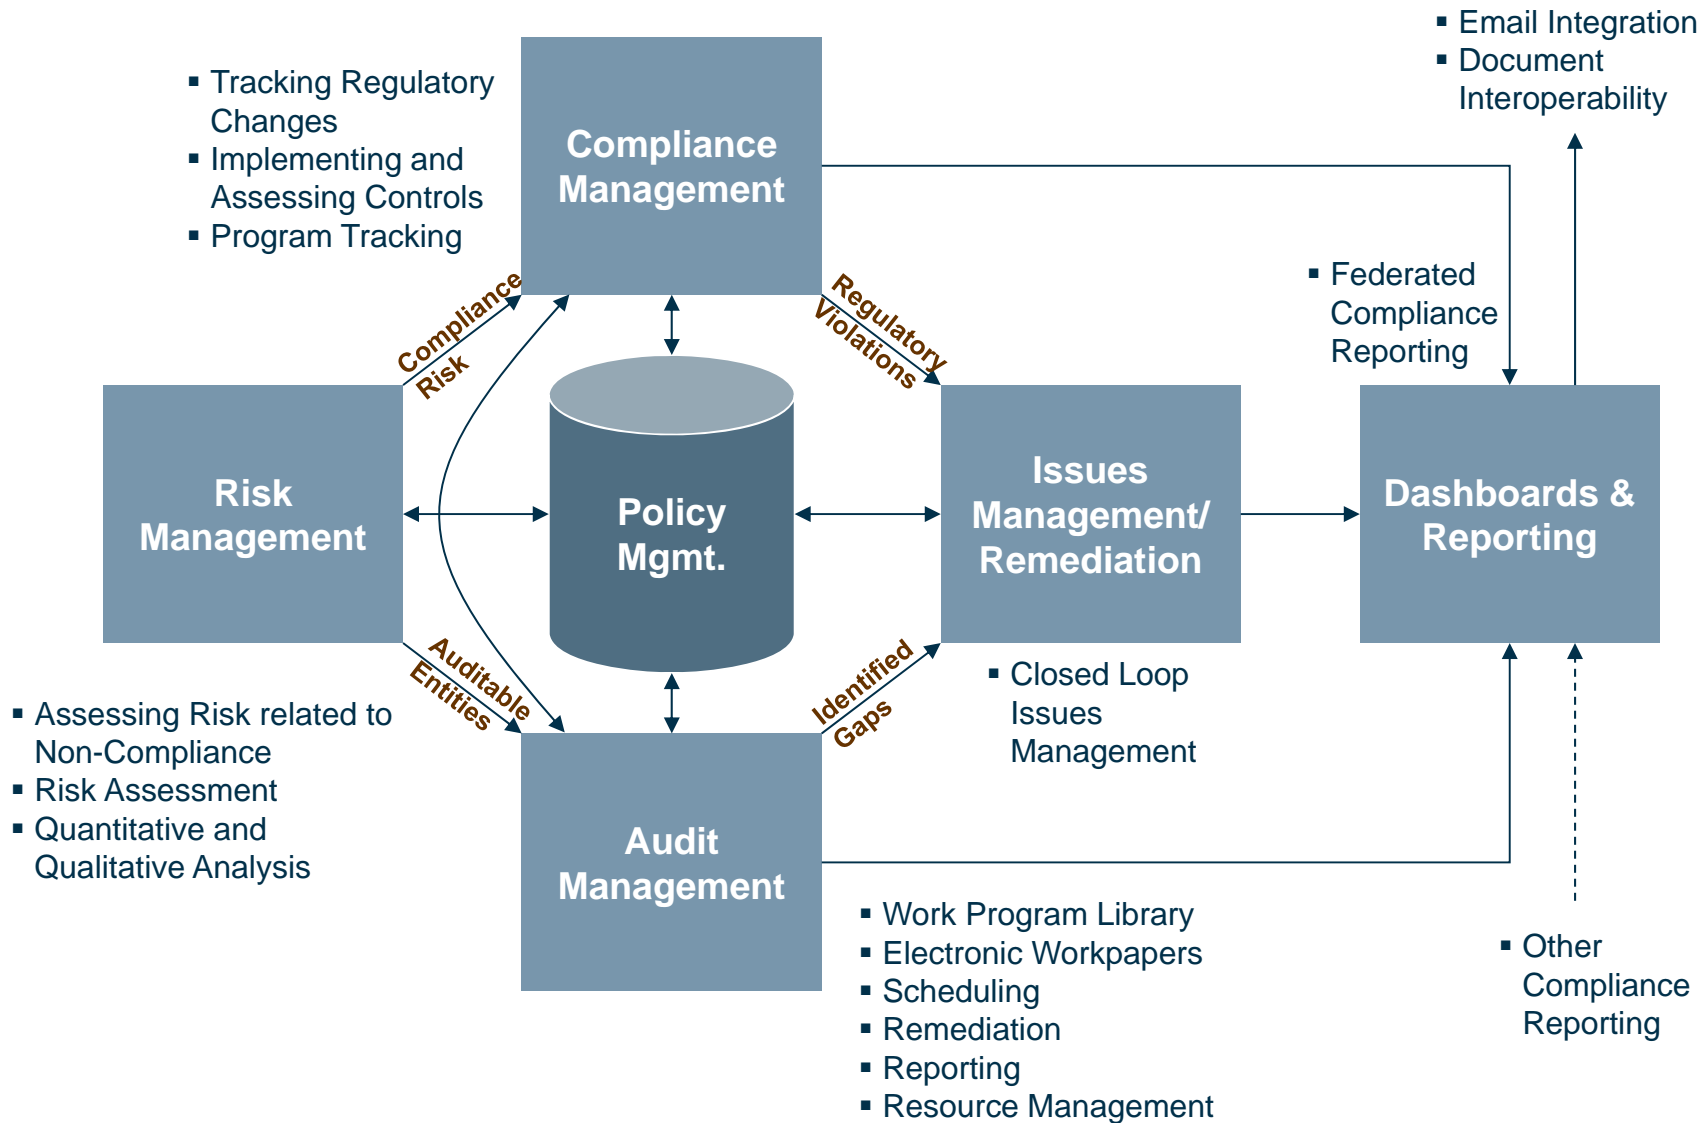 ▪ Email Integration
▪ Document
Interoperability
▪ Tracking Regulatory
Changes
▪ Implementing and
Assessing Controls
▪ Program Tracking
Compliance
Management
▪ Federated
Compliance
Reporting
Compliance
Risk
Regulatory
Violations
Risk
Management
Policy
Mgmt.
Issues
Management/
Remediation
Dashboards &
Reporting
Auditable
Entities
Identified
Gaps
▪ Closed Loop
Issues
Management
▪ Assessing Risk related to
Non-Compliance
▪ Risk Assessment
▪ Quantitative and
Qualitative Analysis
Audit
Management
▪ Work Program Library
▪ Electronic Workpapers
▪ Scheduling
▪ Remediation
▪ Reporting
▪ Resource Management
▪ Other
Compliance
Reporting